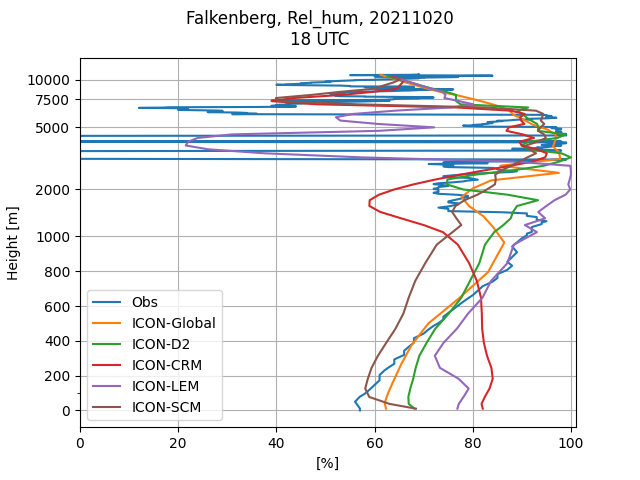 Falkenberg, Rel_hum, 20211020
18 UTC
10000
7500
5000
2000
1000
800
600
400
200
0
Height [m]
Obs
ICON-Global
ICON-D2
ICON-CRM
ICON-LEM
ICON-SCM
0 20 40 60 80 100
[%]